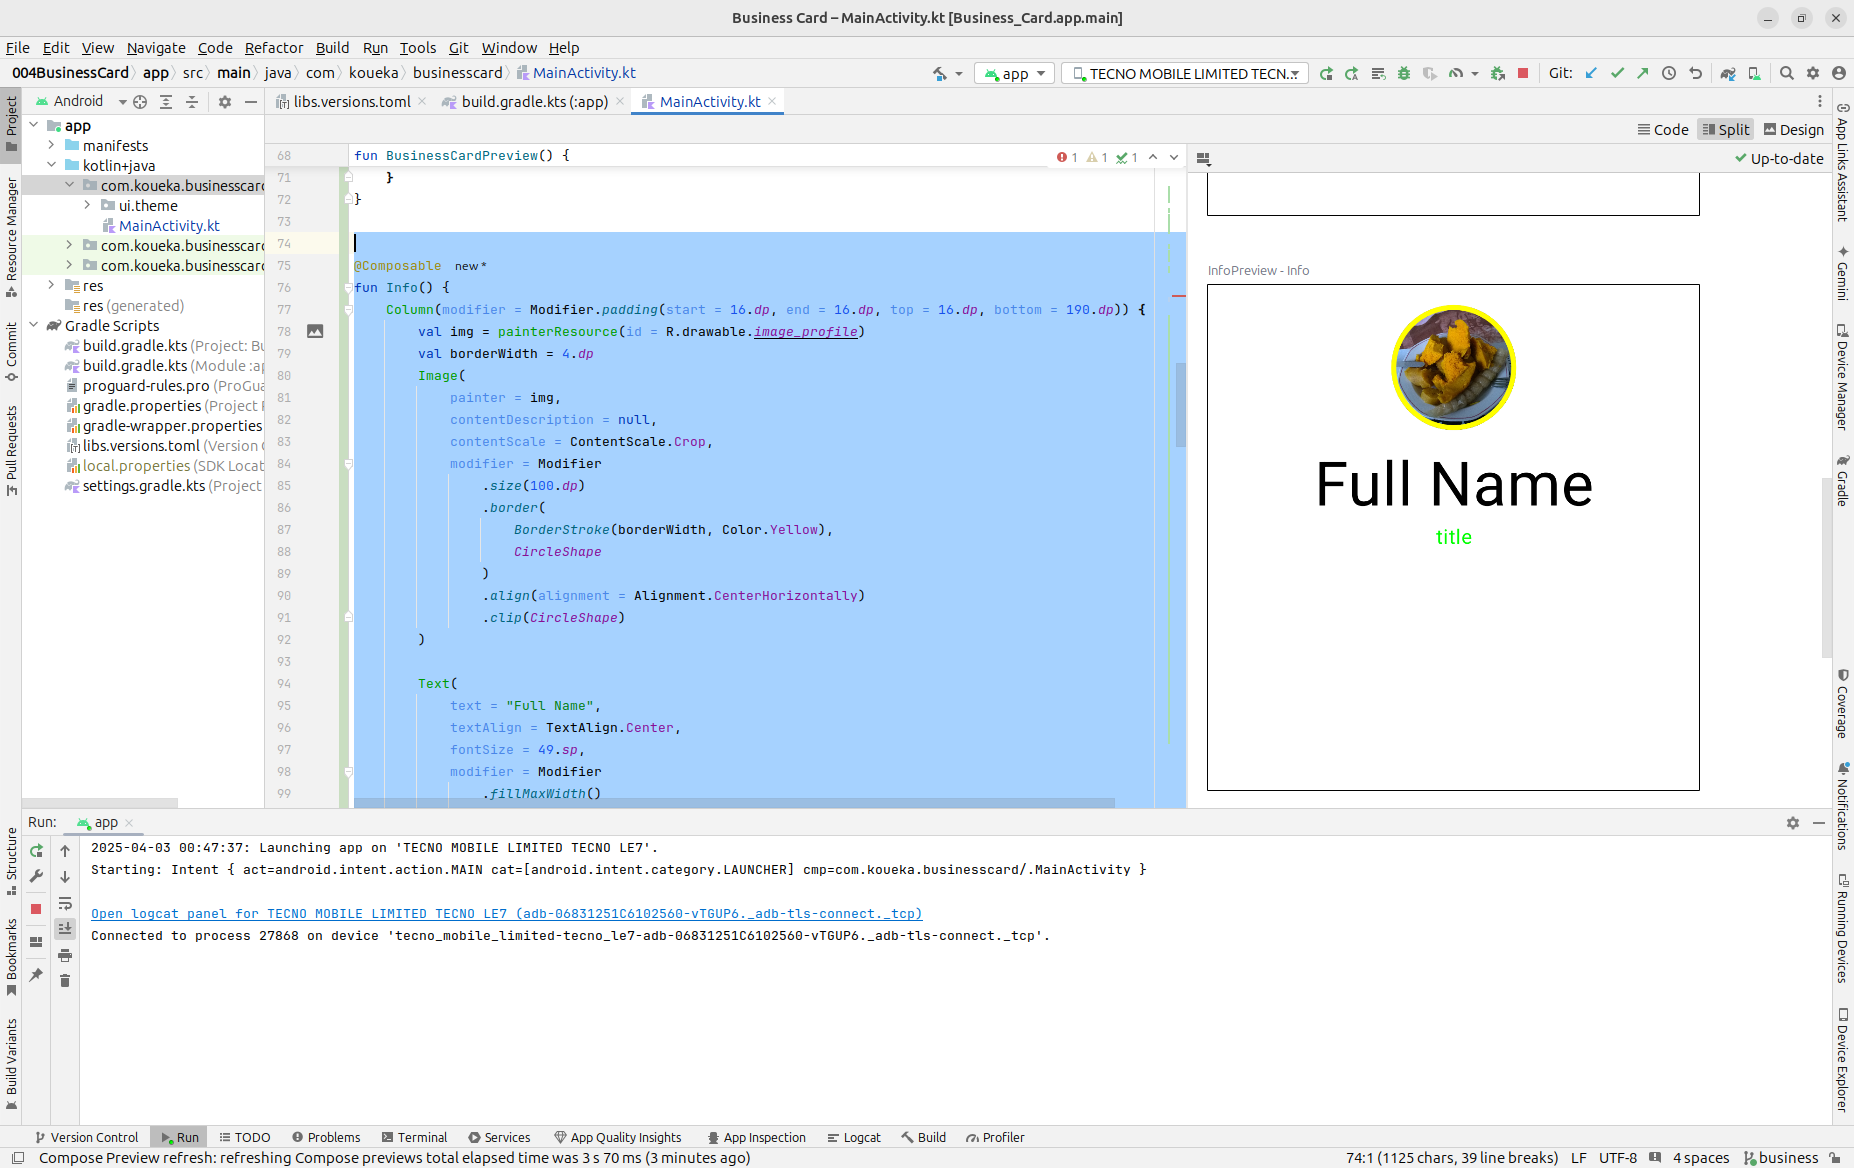 Business Card – MainActivity.kt [Business_Card.app.main]
File Edit View Navigate Code Refactor Build Run Tools Git Window Help
004BusinessCard app src main java com koueka businesscard MainActivity.kt
app
TECNO MOBILE LIMITED TECN...
Git:
Android
libs.versions.toml
build.gradle.kts (:app)
MainActivity.kt
Code
Split
Design
Up-to-date
app
manifests
kotlin+java
com.koueka.businesscard
ui.theme
MainActivity.kt
com.koueka.businesscard
com.koueka.businesscard
res
res (generated)
Gradle Scripts
build.gradle.kts (Project: Bu
build.gradle.kts (Module :ap
proguard-rules.pro (ProGua
gradle.properties (Project P
gradle-wrapper.properties
libs.versions.toml (Version C
local.properties (SDK Locat
settings.gradle.kts (Project
68 fun BusinessCardPreview() {
1 1 1
71 }
72 }
73
74
75 @Composable new *
76 fun Info() {
77 Column(modifier = Modifier.padding(start = 16.dp, end = 16.dp, top = 16.dp, bottom = 190.dp)) {
78 val img = painterResource(id = R.drawable.image_profile)
79 val borderWidth = 4.dp
80 Image(
81 painter = img,
82 contentDescription = null,
83 contentScale = ContentScale.Crop,
84 modifier = Modifier
85 .size(100.dp)
86 .border(
87 BorderStroke(borderWidth, Color.Yellow),
88 CircleShape
89 )
90 .align(alignment = Alignment.CenterHorizontally)
91 .clip(CircleShape)
92 )
93
94 Text(
95 text = "Full Name",
96 textAlign = TextAlign.Center,
97 fontSize = 49.sp,
98 modifier = Modifier
99 .fillMaxWidth()
InfoPreview - Info
Full Name
title
Project
Resource Manager
Commit
Pull Requests
Structure
Bookmarks
Build Variants
App Links Assistant
Gemini
Device Manager
Gradle
Coverage
Notifications
Running Devices
Device Explorer
Run: app
2025-04-03 00:47:37: Launching app on 'TECNO MOBILE LIMITED TECNO LE7'.
Starting: Intent { act=android.intent.action.MAIN cat=[android.intent.category.LAUNCHER] cmp=com.koueka.businesscard/.MainActivity }
Open logcat panel for TECNO MOBILE LIMITED TECNO LE7 (adb-06831251C6102560-vTGUP6._adb-tls-connect._tcp)
Connected to process 27868 on device 'tecno_mobile_limited-tecno_le7-adb-06831251C6102560-vTGUP6._adb-tls-connect._tcp'.
Version Control Run TODO Problems Terminal Services App Quality Insights App Inspection Logcat Build Profiler
Compose Preview refresh: refreshing Compose previews total elapsed time was 3 s 70 ms (3 minutes ago)
74:1 (1125 chars, 39 line breaks) LF UTF-8 4 spaces business